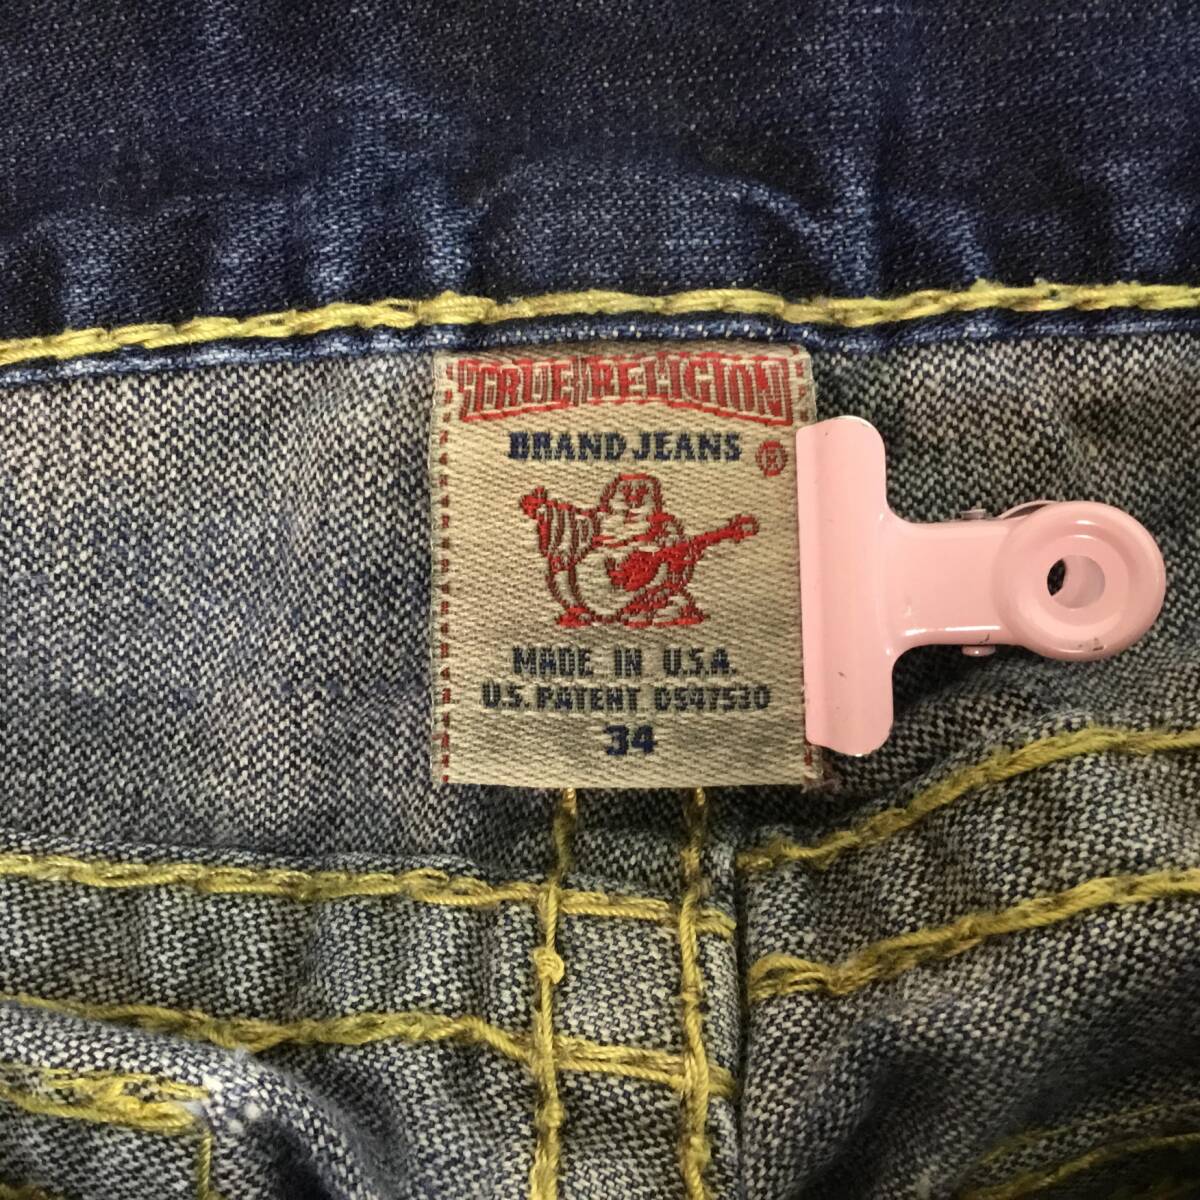 TRUE RELIGION
BRAND JEANS ®
MADE IN U.S.A.
U.S. PATENT D547530
34